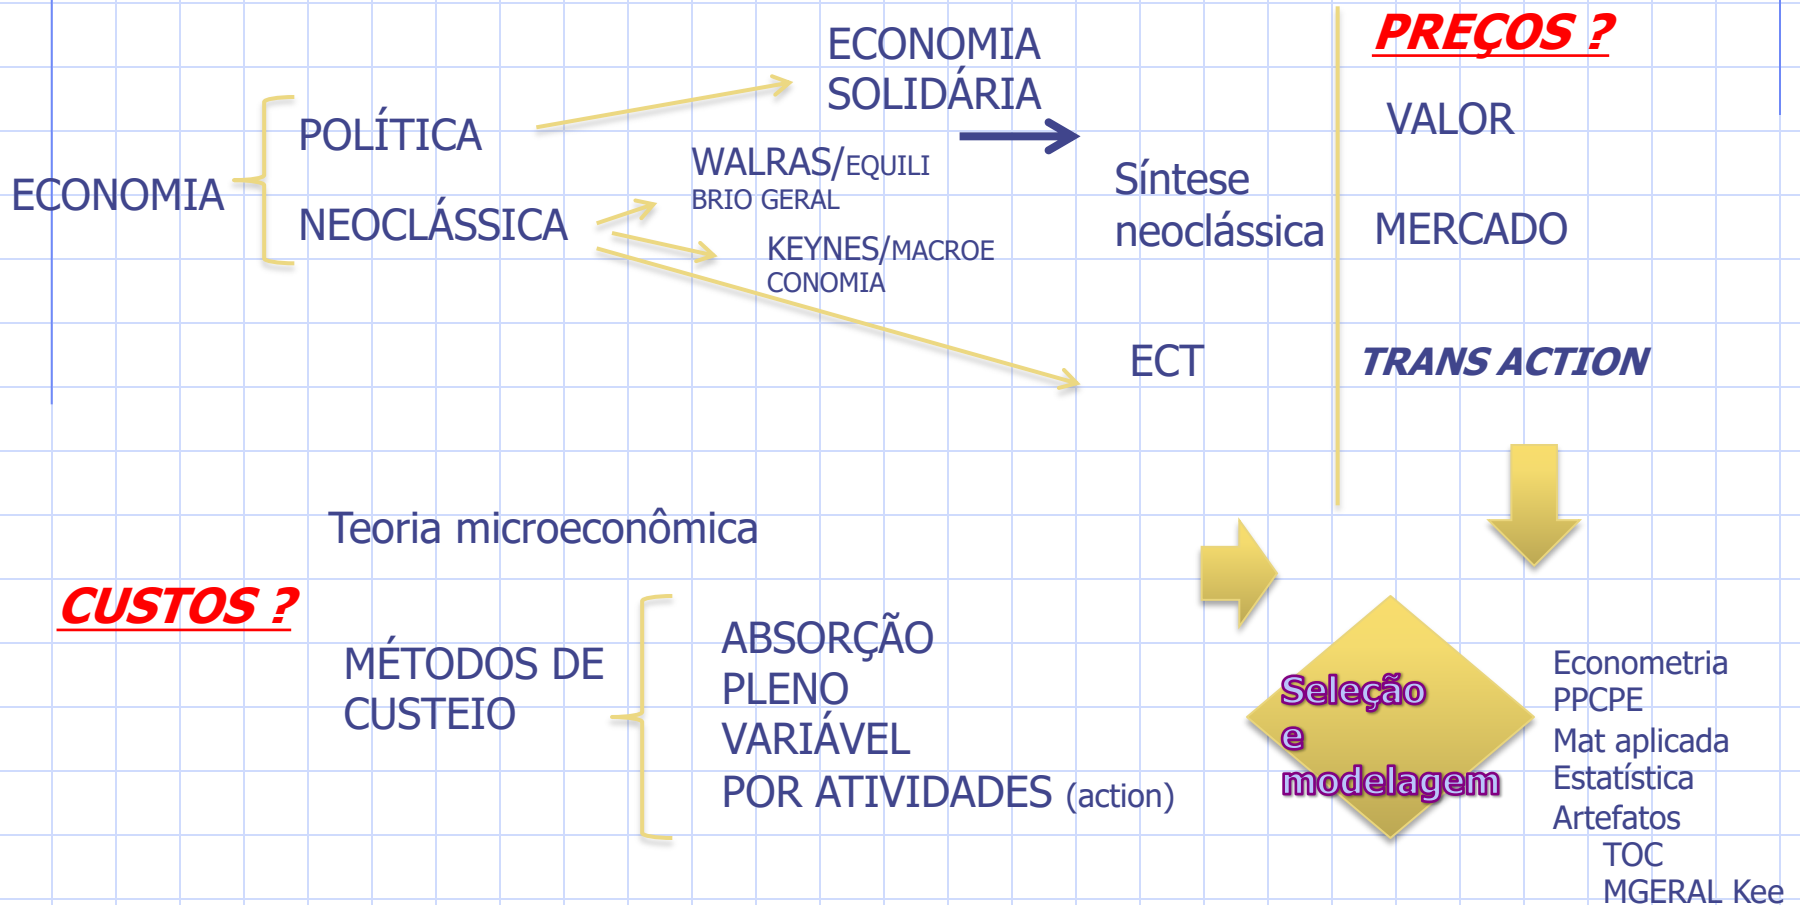 PREÇOS ?
ECONOMIA
SOLIDÁRIA
VALOR
POLÍTICA
ECONOMIA
WALRAS/EQUILI
BRIO GERAL
Síntese
neoclássica
NEOCLÁSSICA
MERCADO
KEYNES/MACROE
CONOMIA
ECT
TRANS ACTION
Teoria microeconômica
CUSTOS ?
MÉTODOS DE
CUSTEIO
ABSORÇÃO
PLENO
VARIÁVEL
POR ATIVIDADES (action)
Seleção
e
modelagem
Econometria
PPCPE
Mat aplicada
Estatística
Artefatos
TOC
MGERAL Kee